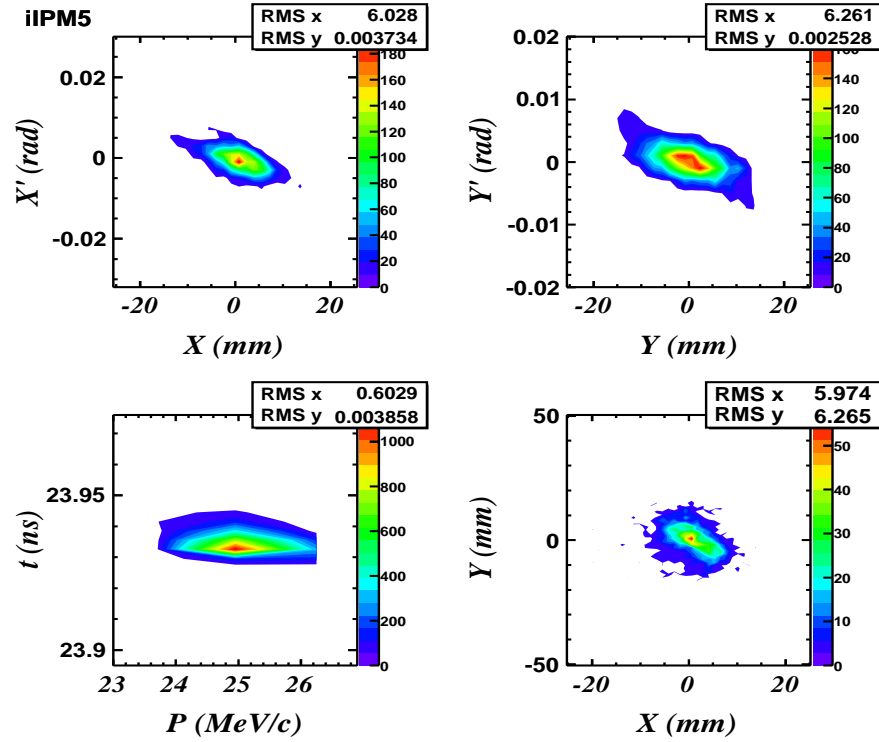 iIPM5
RMS x 6.028
RMS y 0.003734
0.02
0
-0.02
X' (rad)
-20 0 20
X (mm)
180
160
140
120
100
80
60
40
20
0
RMS x 6.261
RMS y 0.002528
0.02
0.01
0
-0.01
-0.02
Y' (rad)
-20 0 20
Y (mm)
160
140
120
100
80
60
40
20
0
RMS x 0.6029
RMS y 0.003858
23.95
23.9
t (ns)
23 24 25 26
P (MeV/c)
1000
800
600
400
200
0
RMS x 5.974
RMS y 6.265
50
0
-50
Y (mm)
-20 0 20
X (mm)
50
40
30
20
10
0